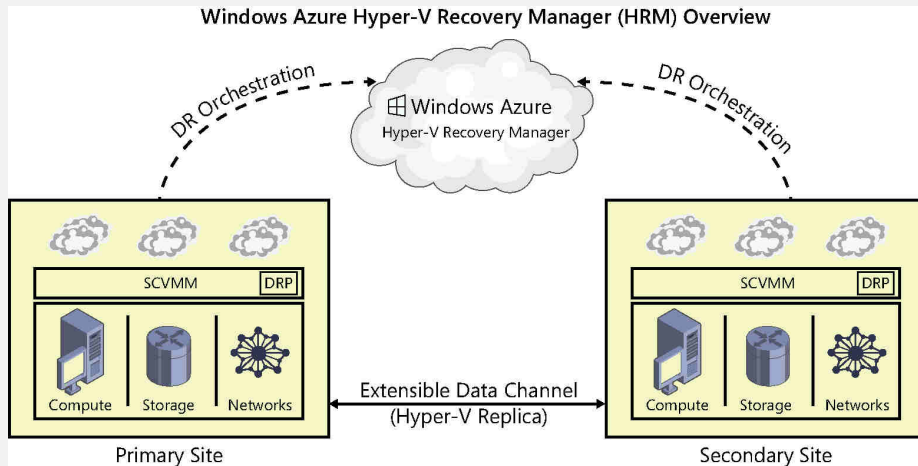 Windows Azure Hyper-V Recovery Manager (HRM) Overview
DR Orchestration
DR Orchestration
Windows Azure
Hyper-V Recovery Manager
SCVMM
DRP
Compute
Storage
Networks
Primary Site
Extensible Data Channel
(Hyper-V Replica)
SCVMM
DRP
Compute
Storage
Networks
Secondary Site